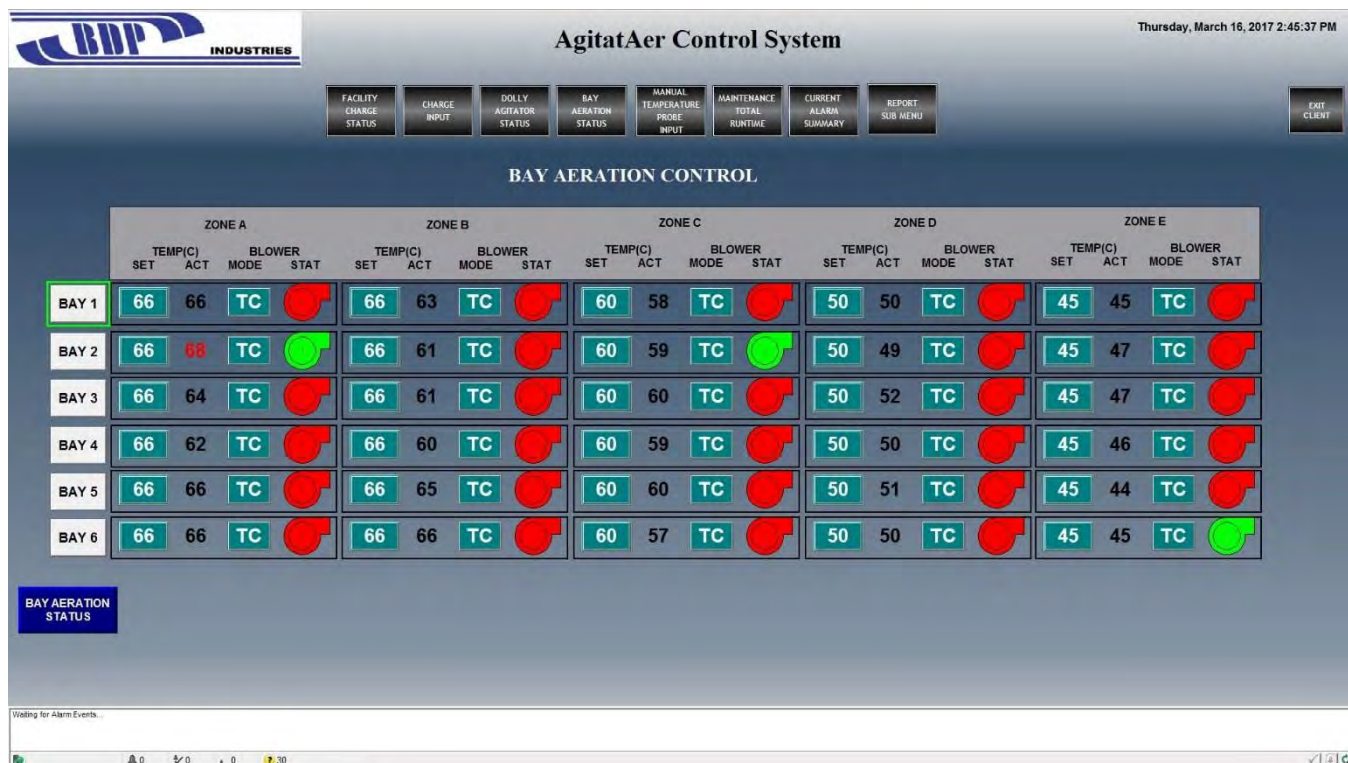 BDP INDUSTRIES
AgitatAer Control System
Thursday, March 16, 2017 2:45:37 PM
FACILITY
CHARGE
STATUS
CHARGE
INPUT
DOLLY
AGITATOR
STATUS
BAY
AERATION
STATUS
MANUAL
TEMPERATURE
PROBE
INPUT
MAINTENANCE
TOTAL
RUNTIME
CURRENT
ALARM
SUMMARY
REPORT
SUB MENU
EXIT
CLIENT
BAY AERATION CONTROL
ZONE A ZONE B ZONE C ZONE D ZONE E
TEMP(C) BLOWER TEMP(C) BLOWER TEMP(C) BLOWER TEMP(C) BLOWER TEMP(C) BLOWER
SET ACT MODE STAT SET ACT MODE STAT SET ACT MODE STAT SET ACT MODE STAT SET ACT MODE STAT
BAY 1 66 66 TC 66 63 TC 60 58 TC 50 50 TC 45 45 TC
BAY 2 66 68 TC 66 61 TC 60 59 TC 50 49 TC 45 47 TC
BAY 3 66 64 TC 66 61 TC 60 60 TC 50 52 TC 45 47 TC
BAY 4 66 62 TC 66 60 TC 60 59 TC 50 50 TC 45 46 TC
BAY 5 66 66 TC 66 65 TC 60 60 TC 50 51 TC 45 44 TC
BAY 6 66 66 TC 66 66 TC 60 57 TC 50 50 TC 45 45 TC
BAY AERATION
STATUS
Waiting for Alarm Events...
0 0 0 ? 30